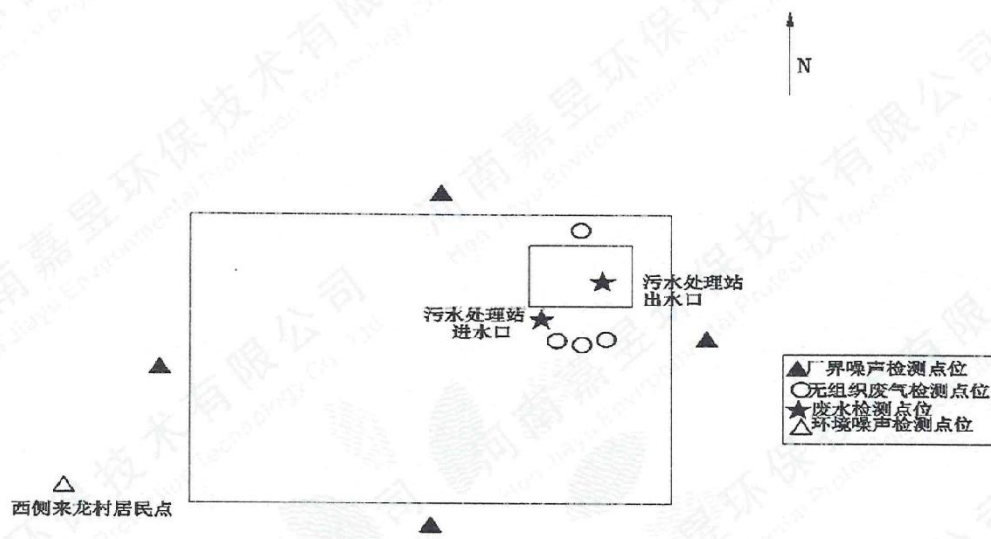 N
污水处理站
出水口
污水处理站
进水口
厂界噪声检测点位
无组织废气检测点位
废水检测点位
环境噪声检测点位
西侧来龙村居民点